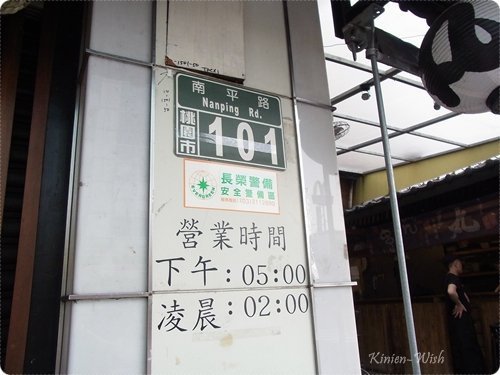 南平路
Nanping Rd.
桃園市
101
長榮警備
安全警備區
營業時間
下午：05:00
凌晨：02:00
Kinien~Wish